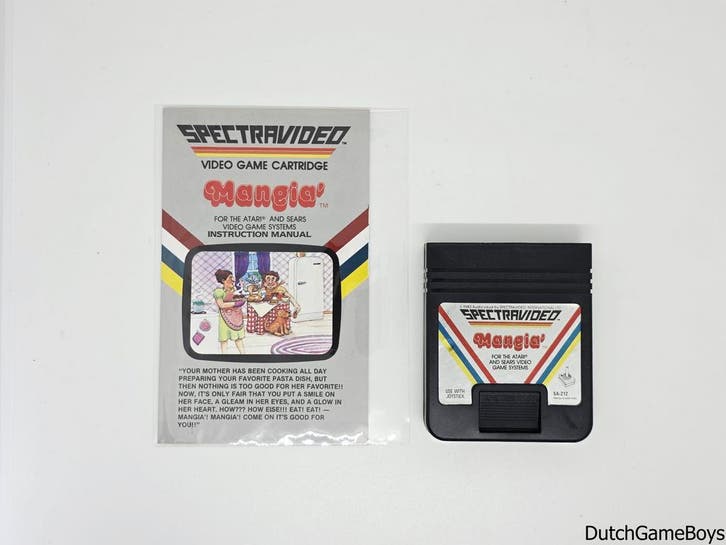 SPECTRAVIDEO™
VIDEO GAME CARTRIDGE
Mangia'™
FOR THE ATARI® AND SEARS
VIDEO GAME SYSTEMS
INSTRUCTION MANUAL
"YOUR MOTHER HAS BEEN COOKING ALL DAY
PREPARING YOUR FAVORITE PASTA DISH, BUT
THEN NOTHING IS TOO GOOD FOR HER FAVORITE!!
NOW, IT'S ONLY FAIR THAT YOU PUT A SMILE ON
HER FACE, A GLEAM IN HER EYES, AND A GLOW IN
HER HEART. HOW??? HOW EISE!!! EAT! EAT! —
MANGIA'! MANGIA'! COME ON IT'S GOOD FOR
YOU!!"
SPECTRAVIDEO
Mangia'
FOR THE ATARI®
AND SEARS VIDEO
GAME SYSTEMS
USE WITH
JOYSTICK
SA-212
DutchGameBoys